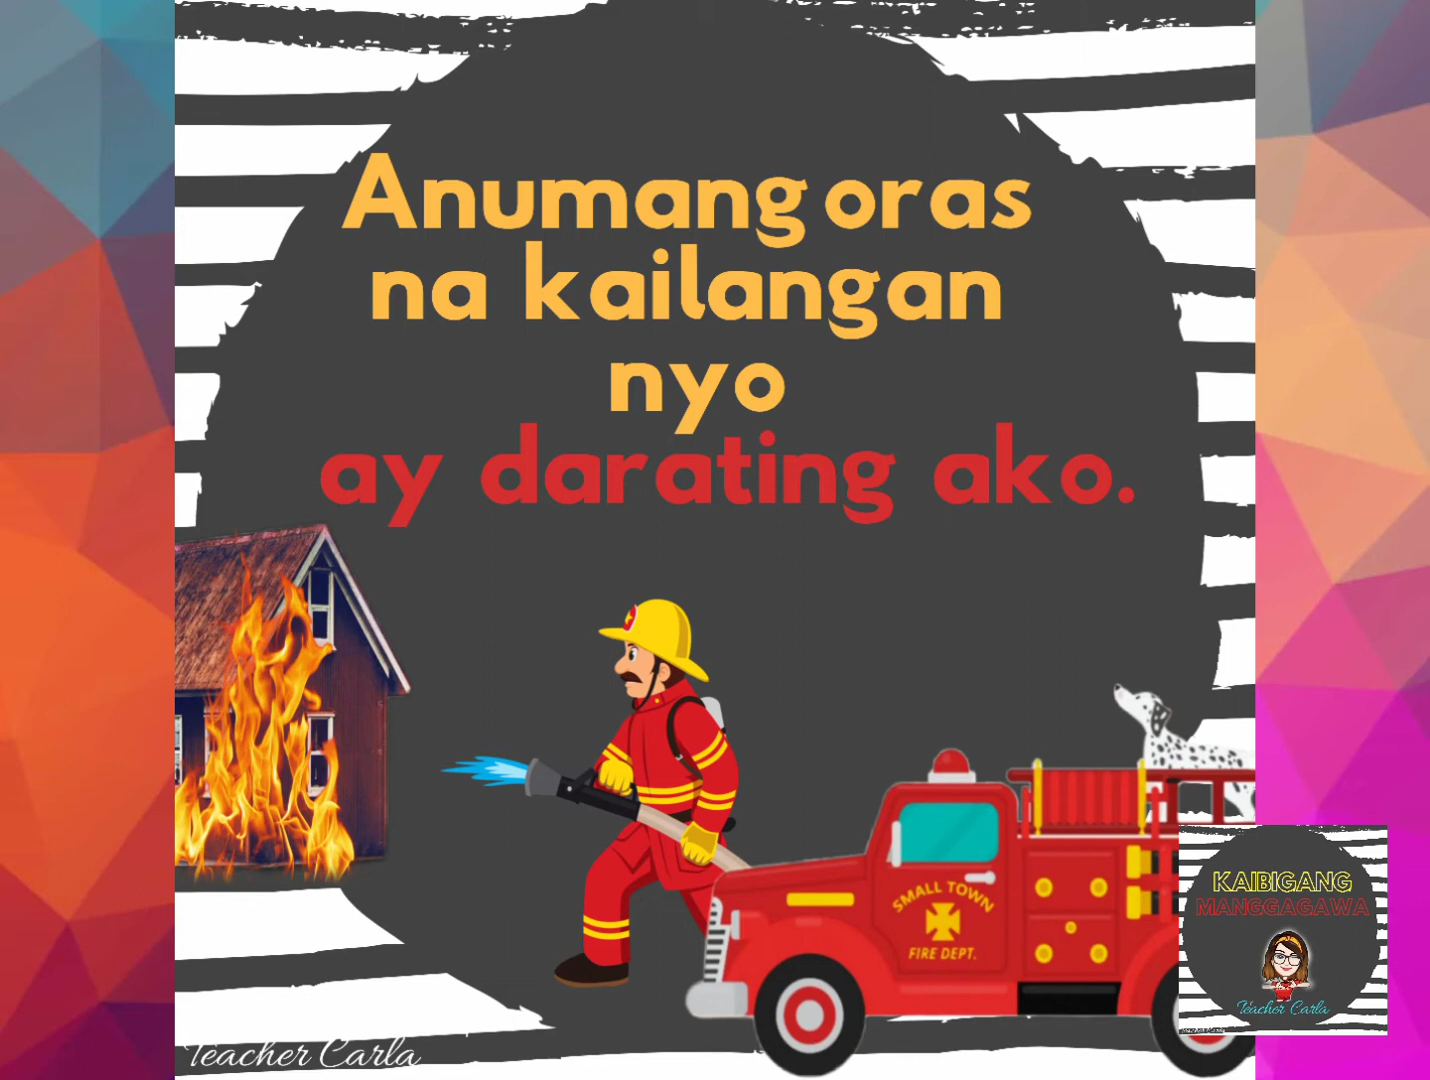 Anumang oras
na kailangan
nyo
ay darating ako.
SMALL TOWN
FIRE DEPT.
KAIBIGANG
MANGGAGAWA
Teacher Carla
Teacher Carla